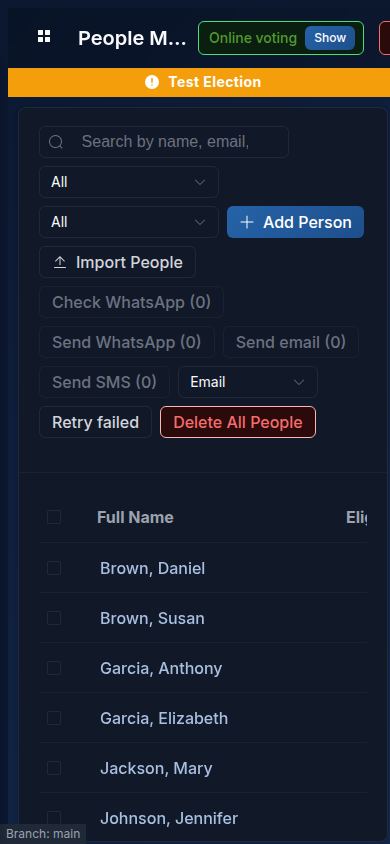 People M...
Online voting Show
Test Election
Search by name, email,
All
All
Add Person
Import People
Check WhatsApp (0)
Send WhatsApp (0) Send email (0)
Send SMS (0) Email
Retry failed Delete All People
Full Name
Brown, Daniel
Brown, Susan
Garcia, Anthony
Garcia, Elizabeth
Jackson, Mary
Johnson, Jennifer
Branch: main